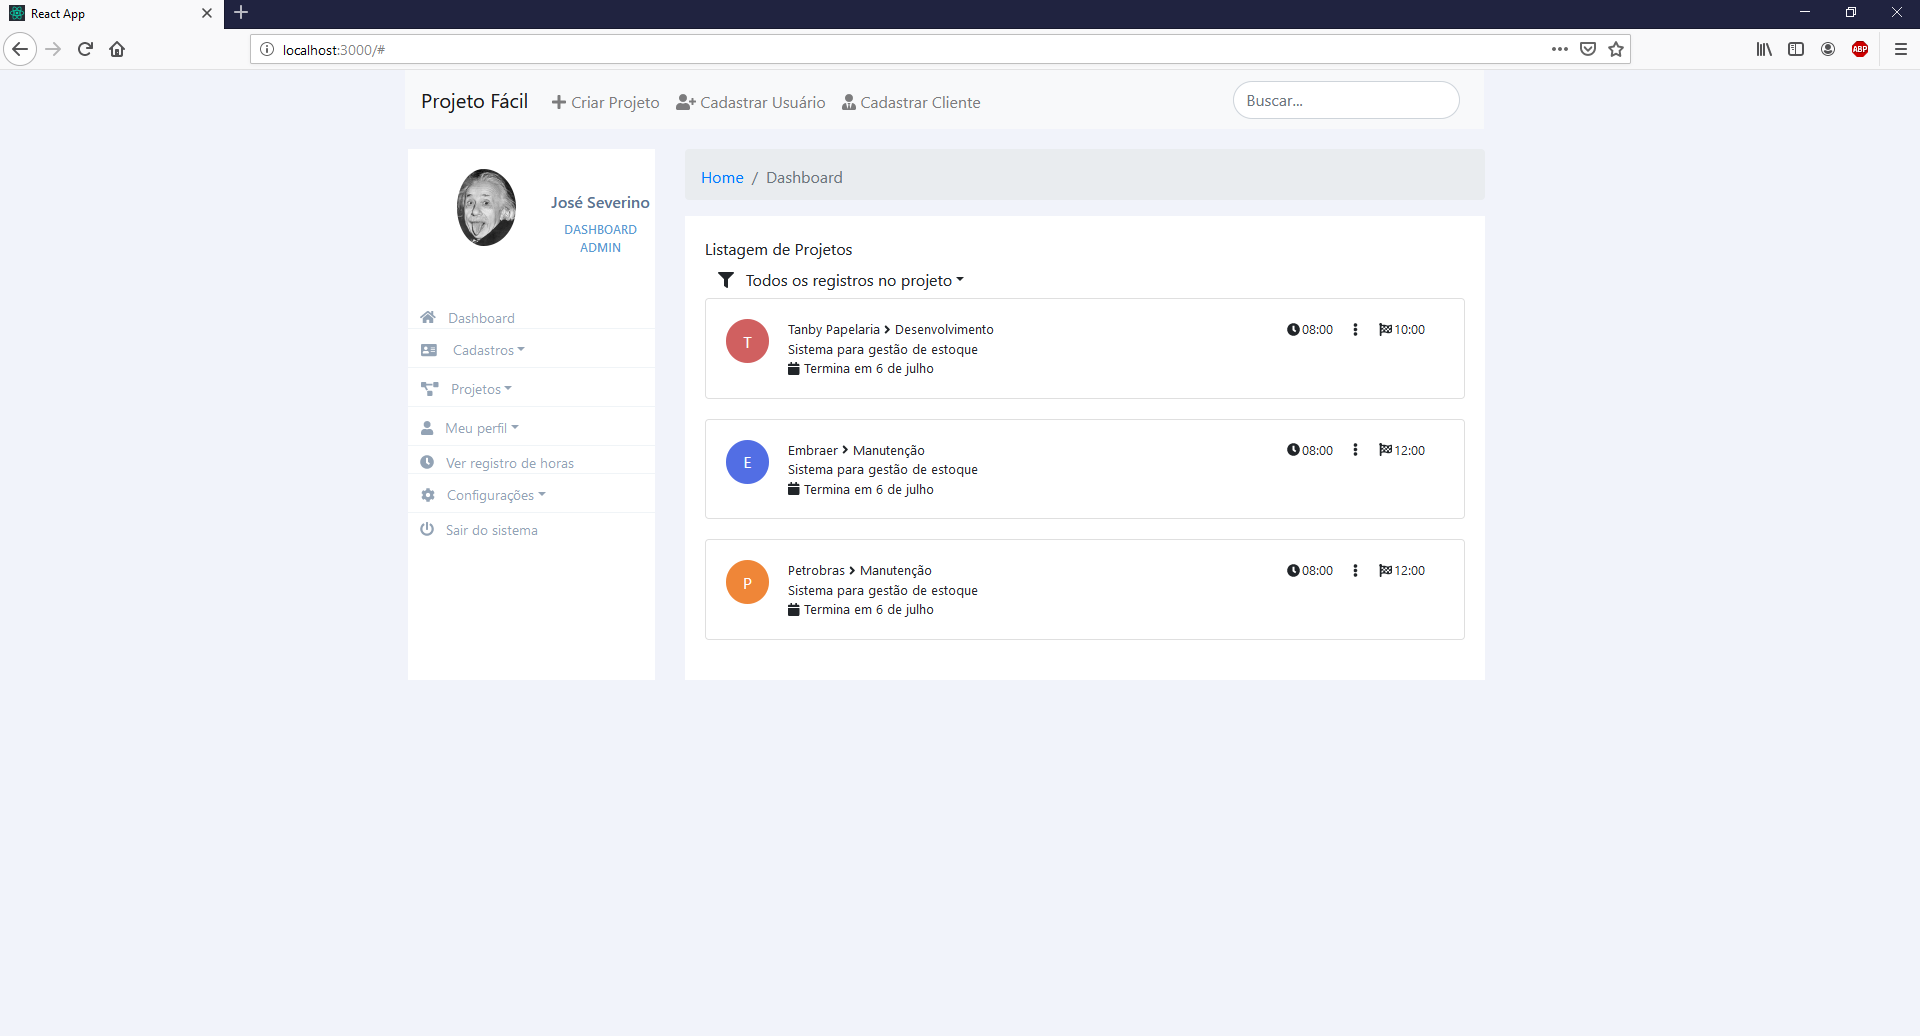 React App
localhost:3000/#
ABP
Projeto Fácil
Criar Projeto
Cadastrar Usuário
Cadastrar Cliente
Buscar...
José Severino
DASHBOARD
ADMIN
Dashboard
Cadastros
Projetos
Meu perfil
Ver registro de horas
Configurações
Sair do sistema
Home / Dashboard
Listagem de Projetos
Todos os registros no projeto
T
Tanby Papelaria > Desenvolvimento
08:00
10:00
Sistema para gestão de estoque
Termina em 6 de julho
E
Embraer > Manutenção
08:00
12:00
Sistema para gestão de estoque
Termina em 6 de julho
P
Petrobras > Manutenção
08:00
12:00
Sistema para gestão de estoque
Termina em 6 de julho